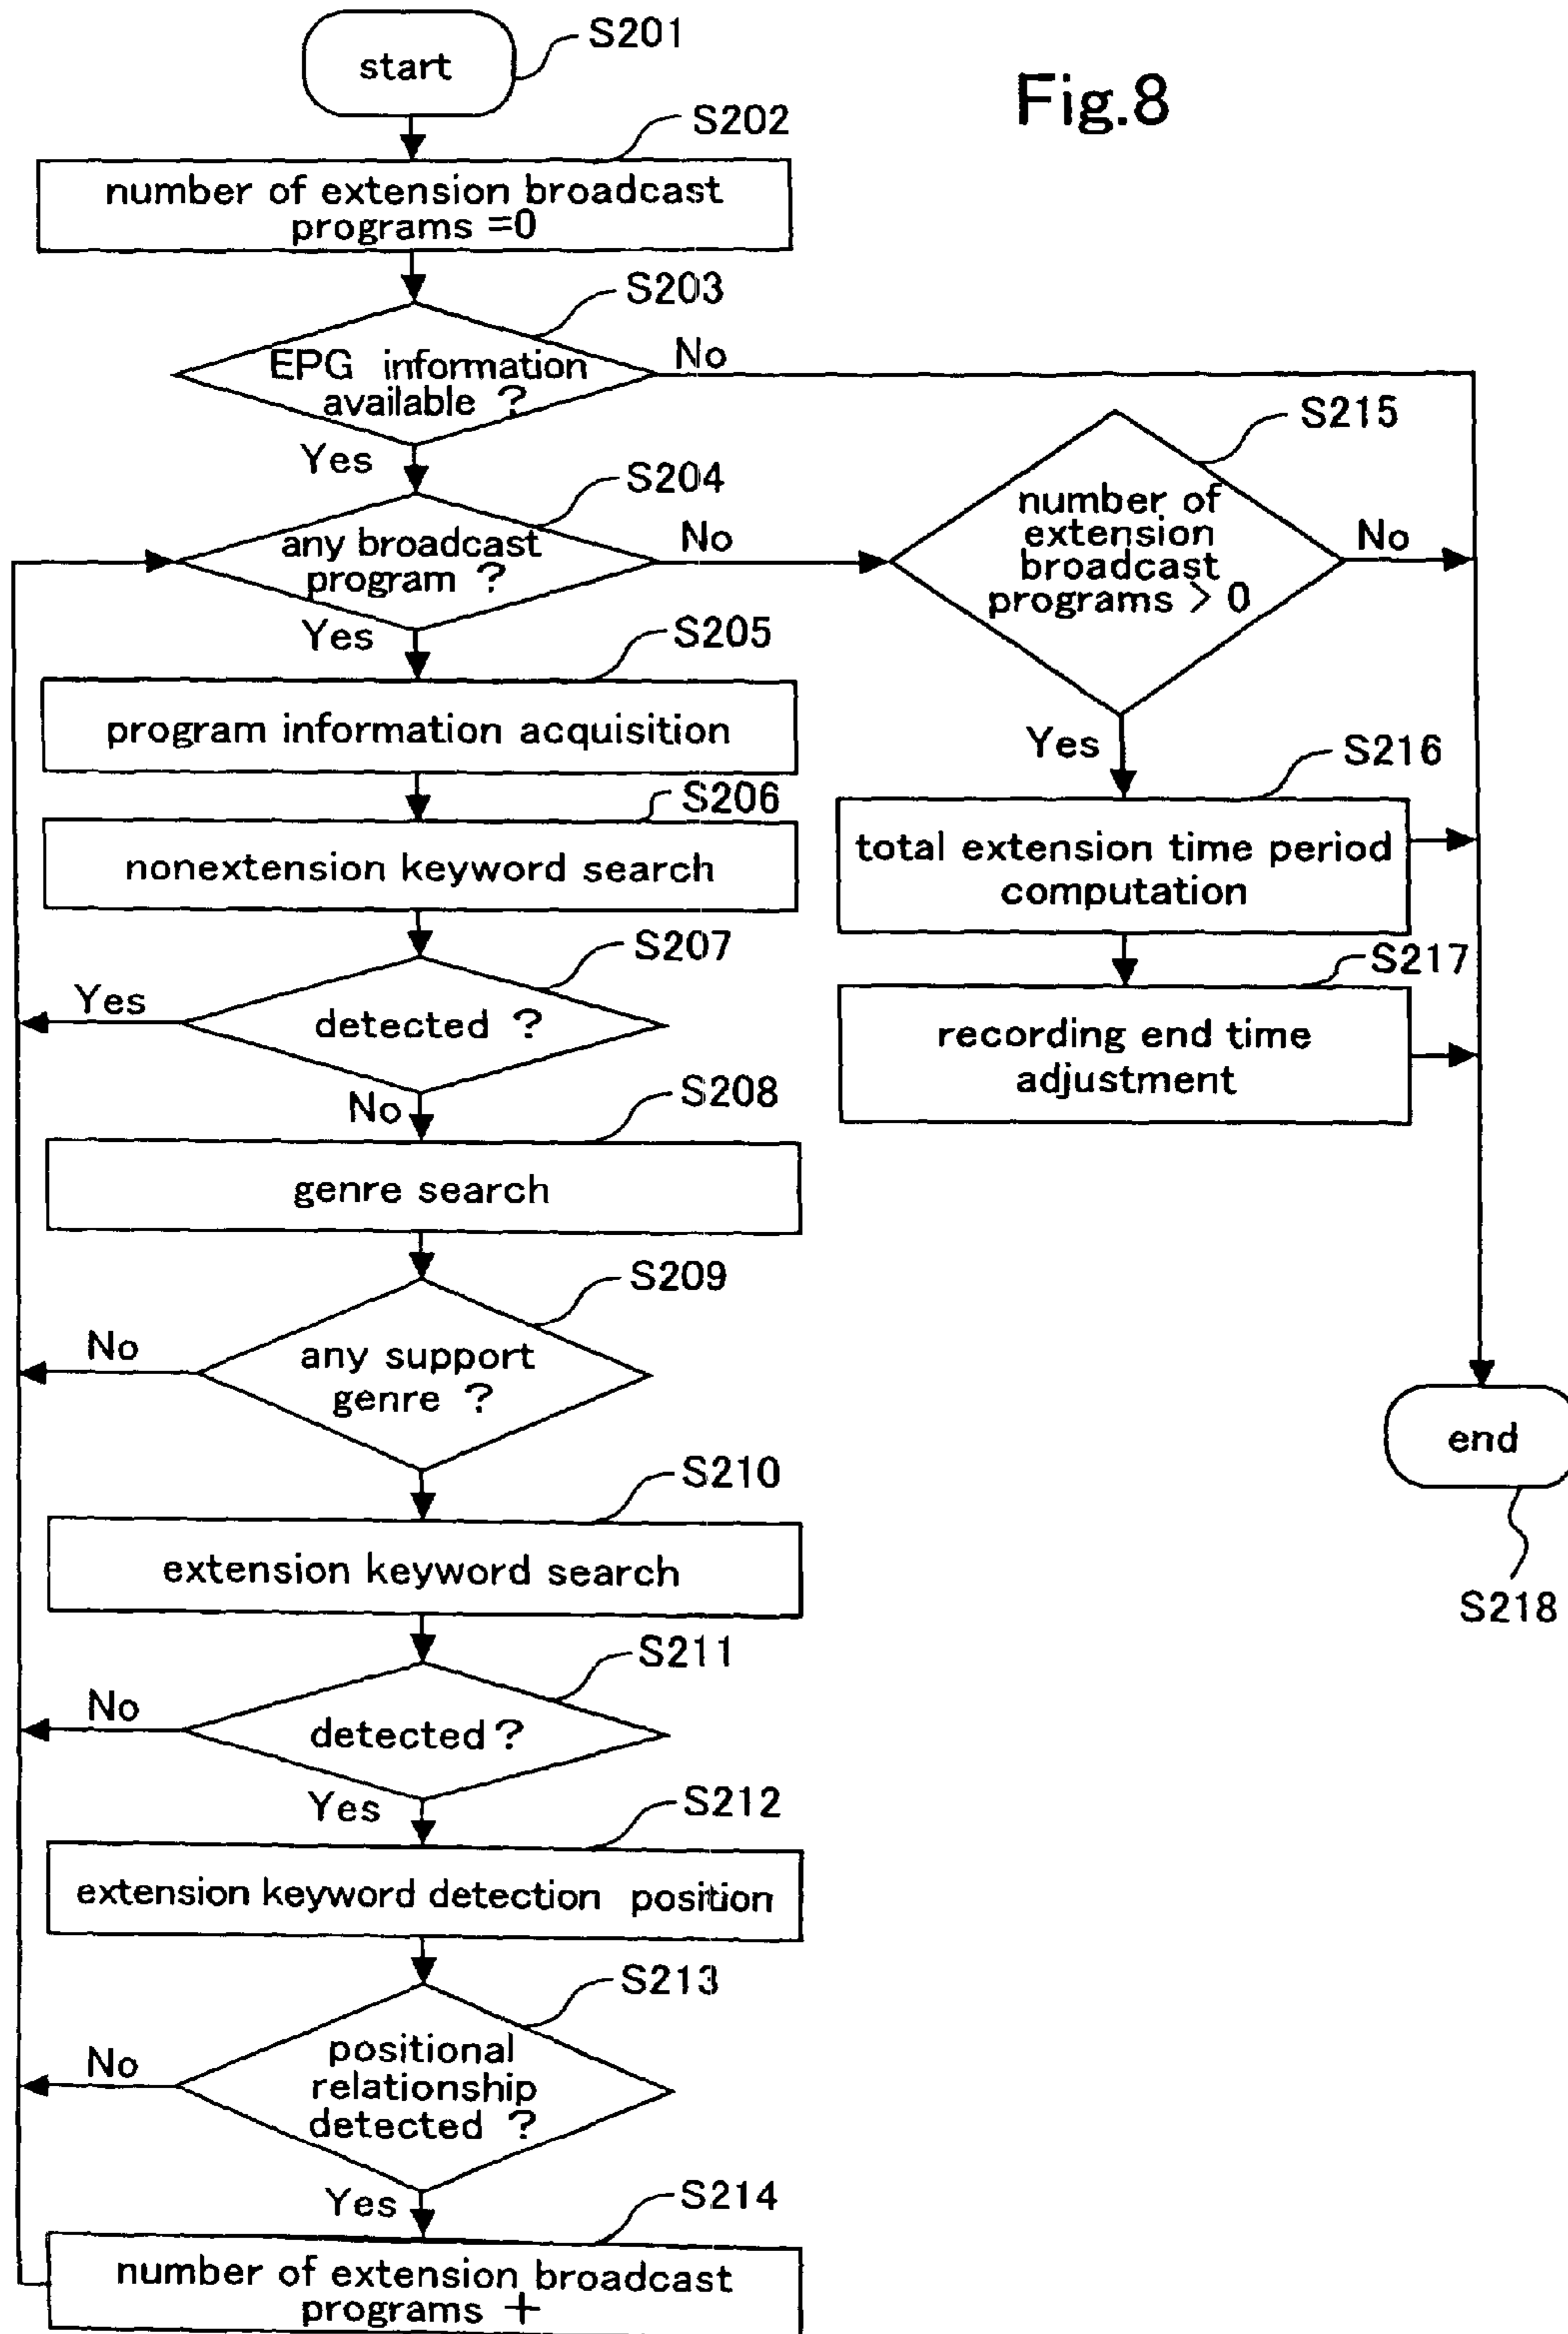 Fig.8
start
S201
S202
number of extension broadcast
programs =0
S203
EPG information
available ?
No
Yes
S204
any broadcast
program ?
No
Yes
S205
program information acquisition
S206
nonextension keyword search
S207
Yes
detected ?
No
S208
genre search
S209
No
any support
genre ?
S210
extension keyword search
S211
No
detected ?
Yes
S212
extension keyword detection position
S213
No
positional
relationship
detected ?
Yes
S214
number of extension broadcast
programs +
S215
number of
extension
broadcast
programs > 0
No
Yes
S216
total extension time period
computation
S217
recording end time
adjustment
end
S218